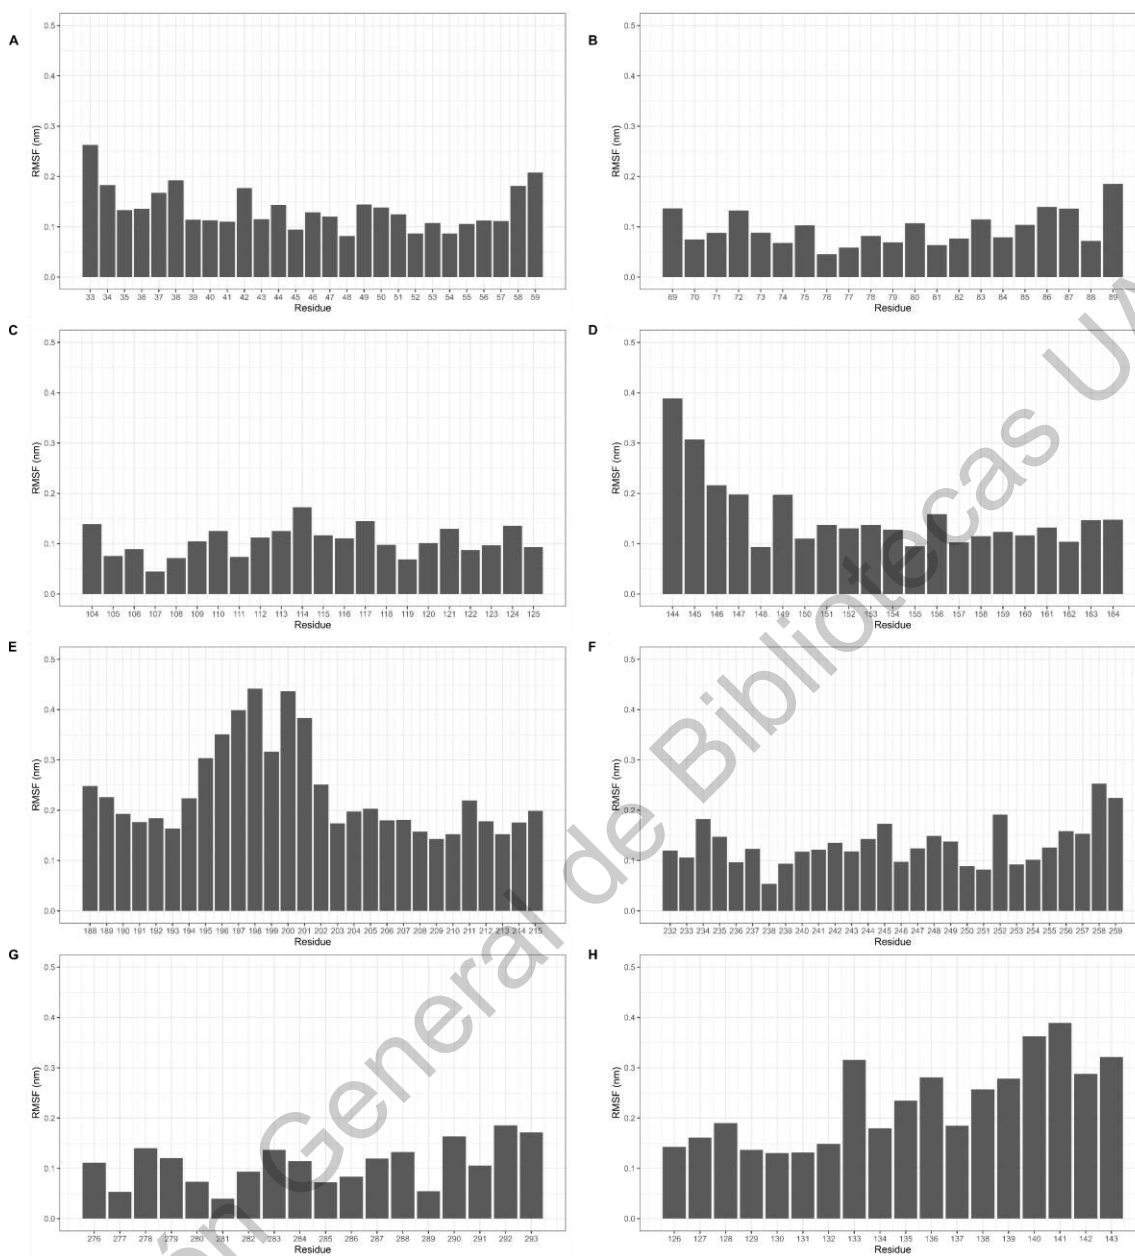 A
RMSF (nm)
0.5
0.4
0.3
0.2
0.1
0.0
33 34 35 36 37 38 39 40 41 42 43 44 45 46 47 48 49 50 51 52 53 54 55 56 57 58 59
Residue
B
RMSF (nm)
0.5
0.4
0.3
0.2
0.1
0.0
69 70 71 72 73 74 75 76 77 78 79 80 81 82 83 84 85 86 87 88 89
Residue
C
RMSF (nm)
0.5
0.4
0.3
0.2
0.1
0.0
104 105 106 107 108 109 110 111 112 113 114 115 116 117 118 119 120 121 122 123 124 125
Residue
D
RMSF (nm)
0.5
0.4
0.3
0.2
0.1
0.0
144 145 146 147 148 149 150 151 152 153 154 155 156 157 158 159 160 161 162 163 164
Residue
E
RMSF (nm)
0.5
0.4
0.3
0.2
0.1
0.0
188 189 190 191 192 193 194 195 196 197 198 199 200 201 202 203 204 205 206 207 208 209 210 211 212 213 214 215
Residue
F
RMSF (nm)
0.5
0.4
0.3
0.2
0.1
0.0
232 233 234 235 236 237 238 239 240 241 242 243 244 245 246 247 248 249 250 251 252 253 254 255 256 257 258 259
Residue
G
RMSF (nm)
0.5
0.4
0.3
0.2
0.1
0.0
276 277 278 279 280 281 282 283 284 285 286 287 288 289 290 291 292 293
Residue
H
RMSF (nm)
0.5
0.4
0.3
0.2
0.1
0.0
126 127 128 129 130 131 132 133 134 135 136 137 138 139 140 141 142 143
Residue
ón General de Bibliotecas UA